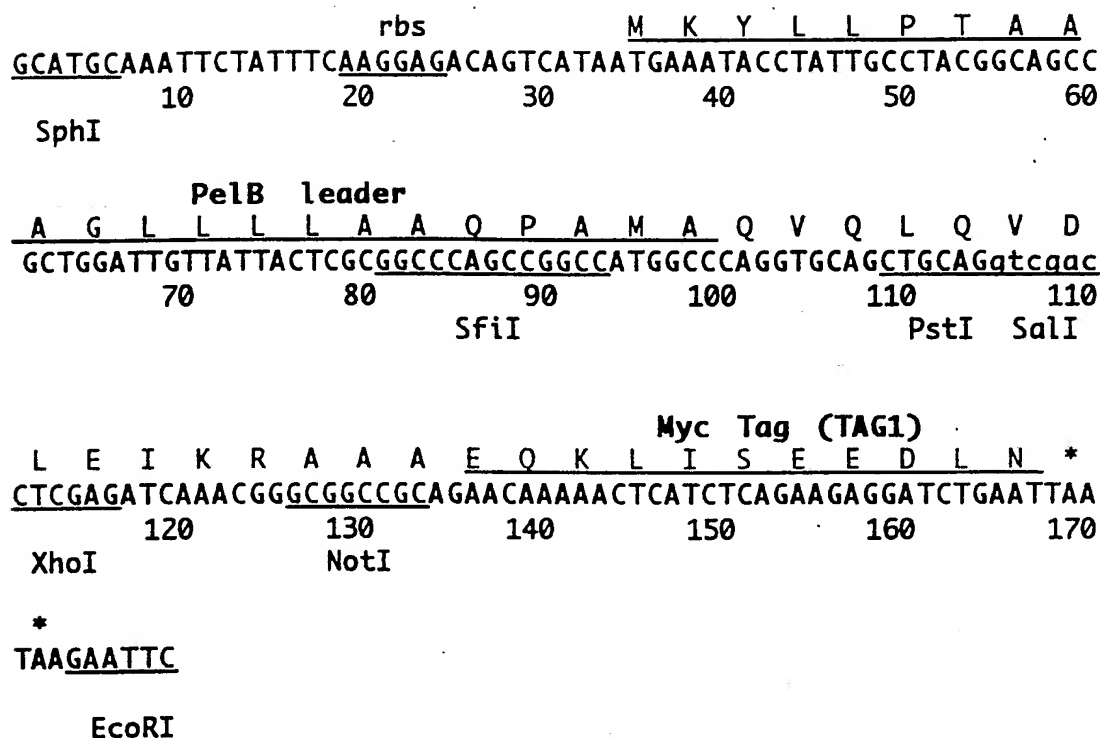 rbs M K Y L L P T A A
GCATGCAAATTCTATTTCAAGGAGACAGTCATAATGAAATACCTATTGCCTACGGCAGCC
10 20 30 40 50 60
SphI
PelB leader
A G L L L L A A Q P A M A Q V Q L Q V D
GCTGGATTGTTATTACTCGCGGCCCAGCCGGCCATGGCCCAGGTGCAGCTGCAGgtcgac
70 80 90 100 110 110
SfiI PstI SalI
Myc Tag (TAG1)
L E I K R A A A E Q K L I S E E D L N *
CTCGAGATCAAACGGGCGGCCGCAGAACAAAAACTCATCTCAGAAGAGGATCTGAATTAA
120 130 140 150 160 170
XhoI NotI
*
TAAGAATTC
EcoRI